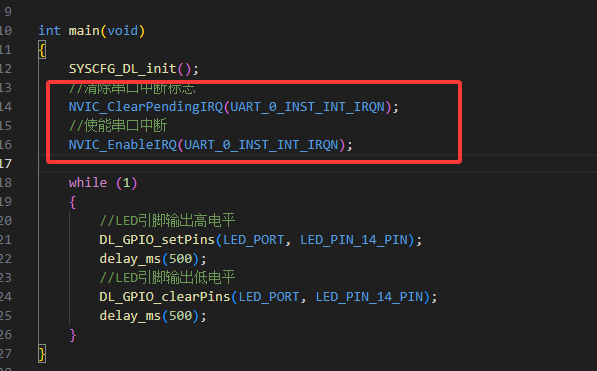 9
10 int main(void)
11 {
12 SYSCFG_DL_init();
13 //清除串口中断标志
14 NVIC_ClearPendingIRQ(UART_0_INST_INT_IRQN);
15 //使能串口中断
16 NVIC_EnableIRQ(UART_0_INST_INT_IRQN);
17
18 while (1)
19 {
20 //LED引脚输出高电平
21 DL_GPIO_setPins(LED_PORT, LED_PIN_14_PIN);
22 delay_ms(500);
23 //LED引脚输出低电平
24 DL_GPIO_clearPins(LED_PORT, LED_PIN_14_PIN);
25 delay_ms(500);
26 }
27 }